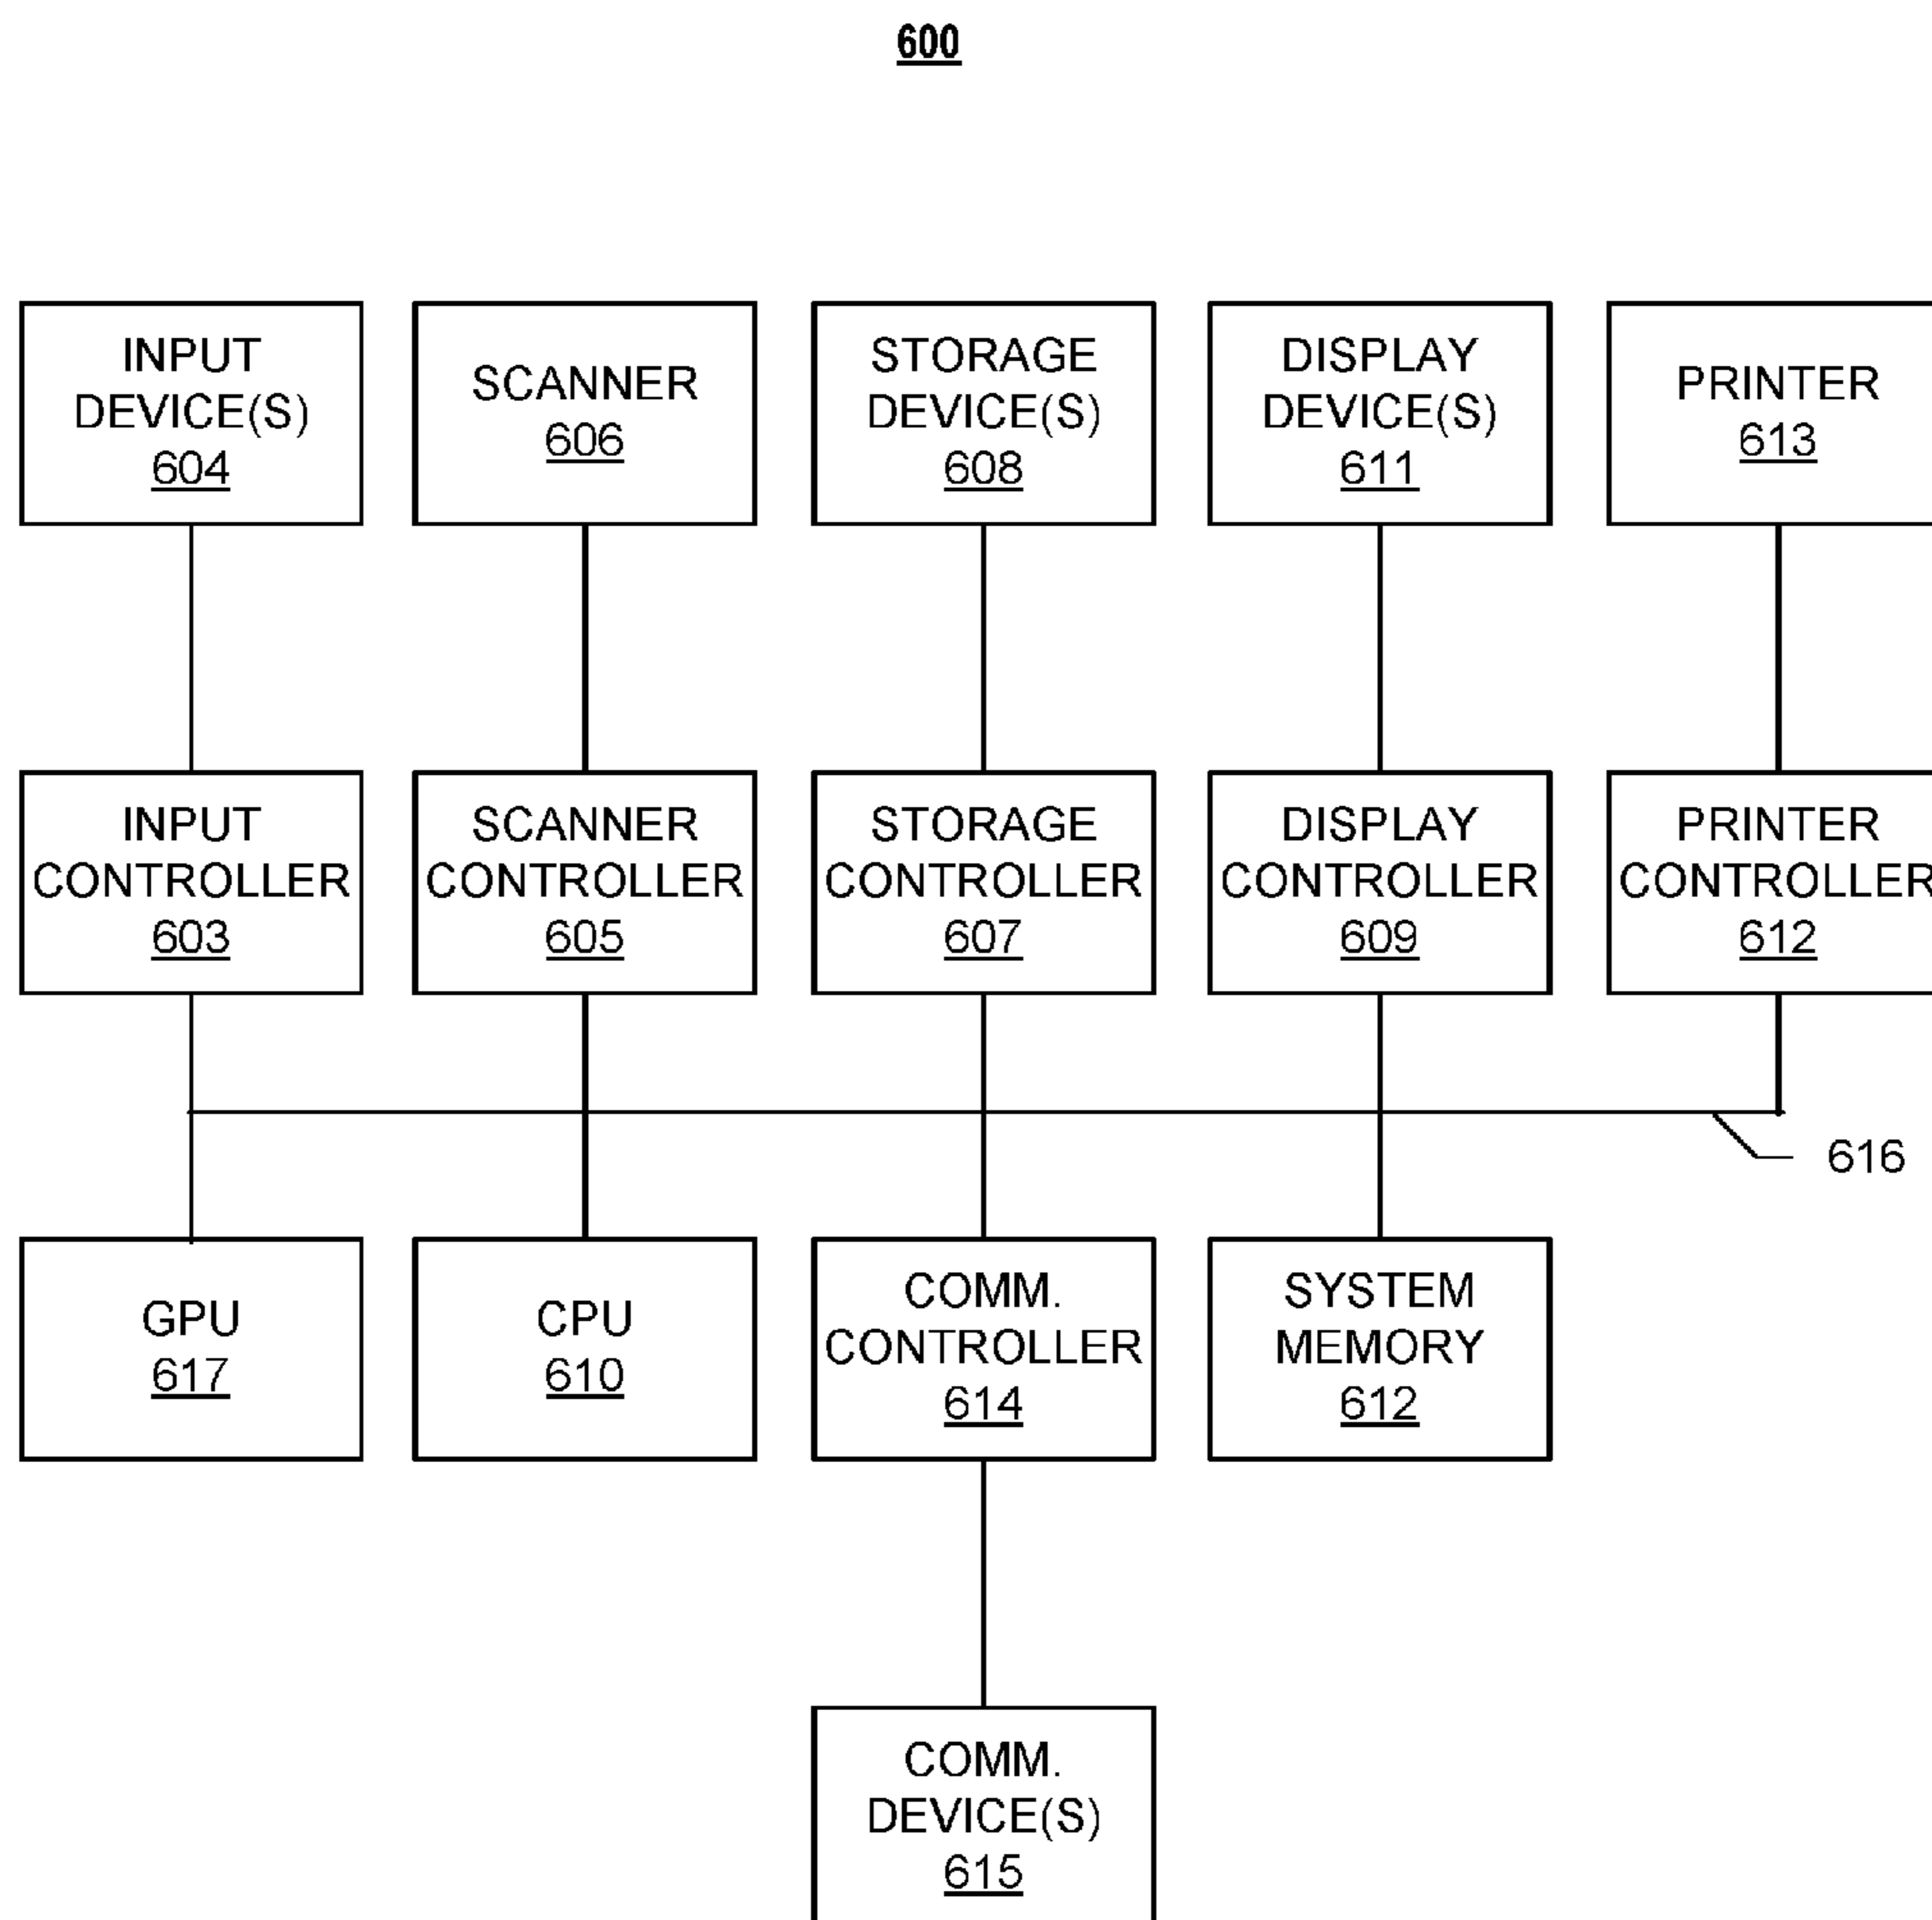 600
INPUT
DEVICE(S)
604
SCANNER
606
STORAGE
DEVICE(S)
608
DISPLAY
DEVICE(S)
611
PRINTER
613
INPUT
CONTROLLER
603
SCANNER
CONTROLLER
605
STORAGE
CONTROLLER
607
DISPLAY
CONTROLLER
609
PRINTER
CONTROLLER
612
616
GPU
617
CPU
610
COMM.
CONTROLLER
614
SYSTEM
MEMORY
612
COMM.
DEVICE(S)
615